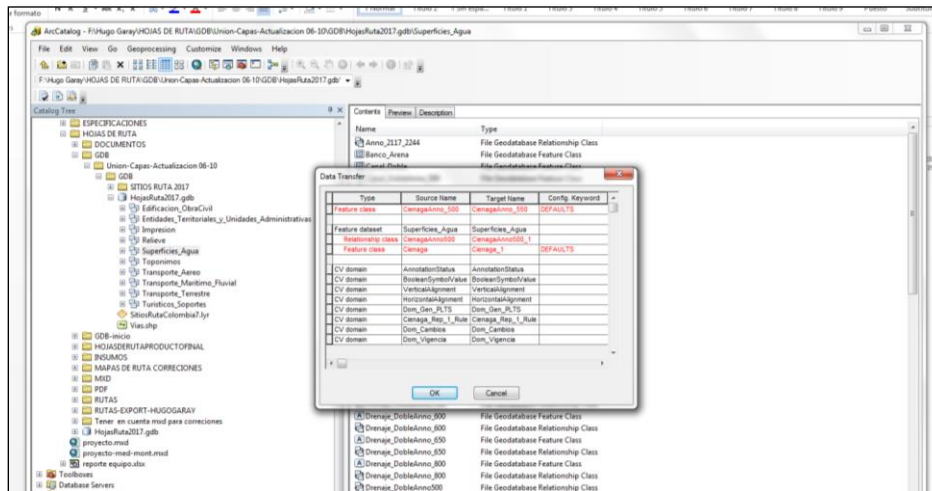 formato
ArcCatalog - F:\Hugo Garay\HOJAS DE RUTA\GDB\Union-Capas-Actualizacion 06-10\GDB\HojasRuta2017.gdb\Superficies_Agua
File Edit View Go Geoprocessing Customize Windows Help
F:\Hugo Garay\HOJAS DE RUTA\GDB\Union-Capas-Actualizacion 06-10\GDB\HojasRuta2017.gdb\
Catalog Tree
ESPECIFICACIONES
HOJAS DE RUTA
DOCUMENTOS
GDB
Union-Capas-Actualizacion 06-10
GDB
SITIOS RUTA 2017
HojasRuta2017.gdb
Edificacion_ObraCivil
Entidades_Territoriales_y_Unidades_Administrativas
Impresion
Relieve
Superficies_Agua
Toponimos
Transporte_Aereo
Transporte_Maritimo_Fluvial
Transporte_Terrestre
Turisticos_Soportes
SitiosRutaColombia7.lyr
Vias.shp
GDB-inicio
HOJASDERUTAPRODUCTOFINAL
INSUMOS
MAPAS DE RUTA CORRECIONES
MXD
PDF
RUTAS
RUTAS-EXPORT-HUGOGARAY
Tener en cuenta mxd para correciones
HojasRuta2017.gdb
proyecto.mxd
proyecto-med-mont.mxd
reporte equipo.xlsx
Toolboxes
Database Servers
Contents Preview Description
Name Type
Anno_2117_2244 File Geodatabase Relationship Class
Banco_Arena File Geodatabase Feature Class
Data Transfer
Type Source Name Target Name Config. Keyword
Feature class CienagaAnno_500 CienagaAnno_550 DEFAULTS
Feature dataset Superficies_Agua Superficies_Agua
Relationship class CienagaAnno500 CienagaAnno500_1
Feature class Cienaga Cienaga_1 DEFAULTS
CV domain AnnotationStatus AnnotationStatus
CV domain BooleanSymbolValue BooleanSymbolValue
CV domain VerticalAlignment VerticalAlignment
CV domain HorizontalAlignment HorizontalAlignment
CV domain Dom_Gen_PLTS Dom_Gen_PLTS
CV domain Cienaga_Rep_1_Rule Cienaga_Rep_1_Rule
CV domain Dom_Cambios Dom_Cambios
CV domain Dom_Vigencia Dom_Vigencia
OK Cancel
Drenaje_DobleAnno_600 File Geodatabase Feature Class
Drenaje_DobleAnno_600 File Geodatabase Relationship Class
Drenaje_DobleAnno_650 File Geodatabase Feature Class
Drenaje_DobleAnno_650 File Geodatabase Relationship Class
Drenaje_DobleAnno_800 File Geodatabase Feature Class
Drenaje_DobleAnno_800 File Geodatabase Relationship Class
Drenaje_DobleAnno500 File Geodatabase Relationship Class